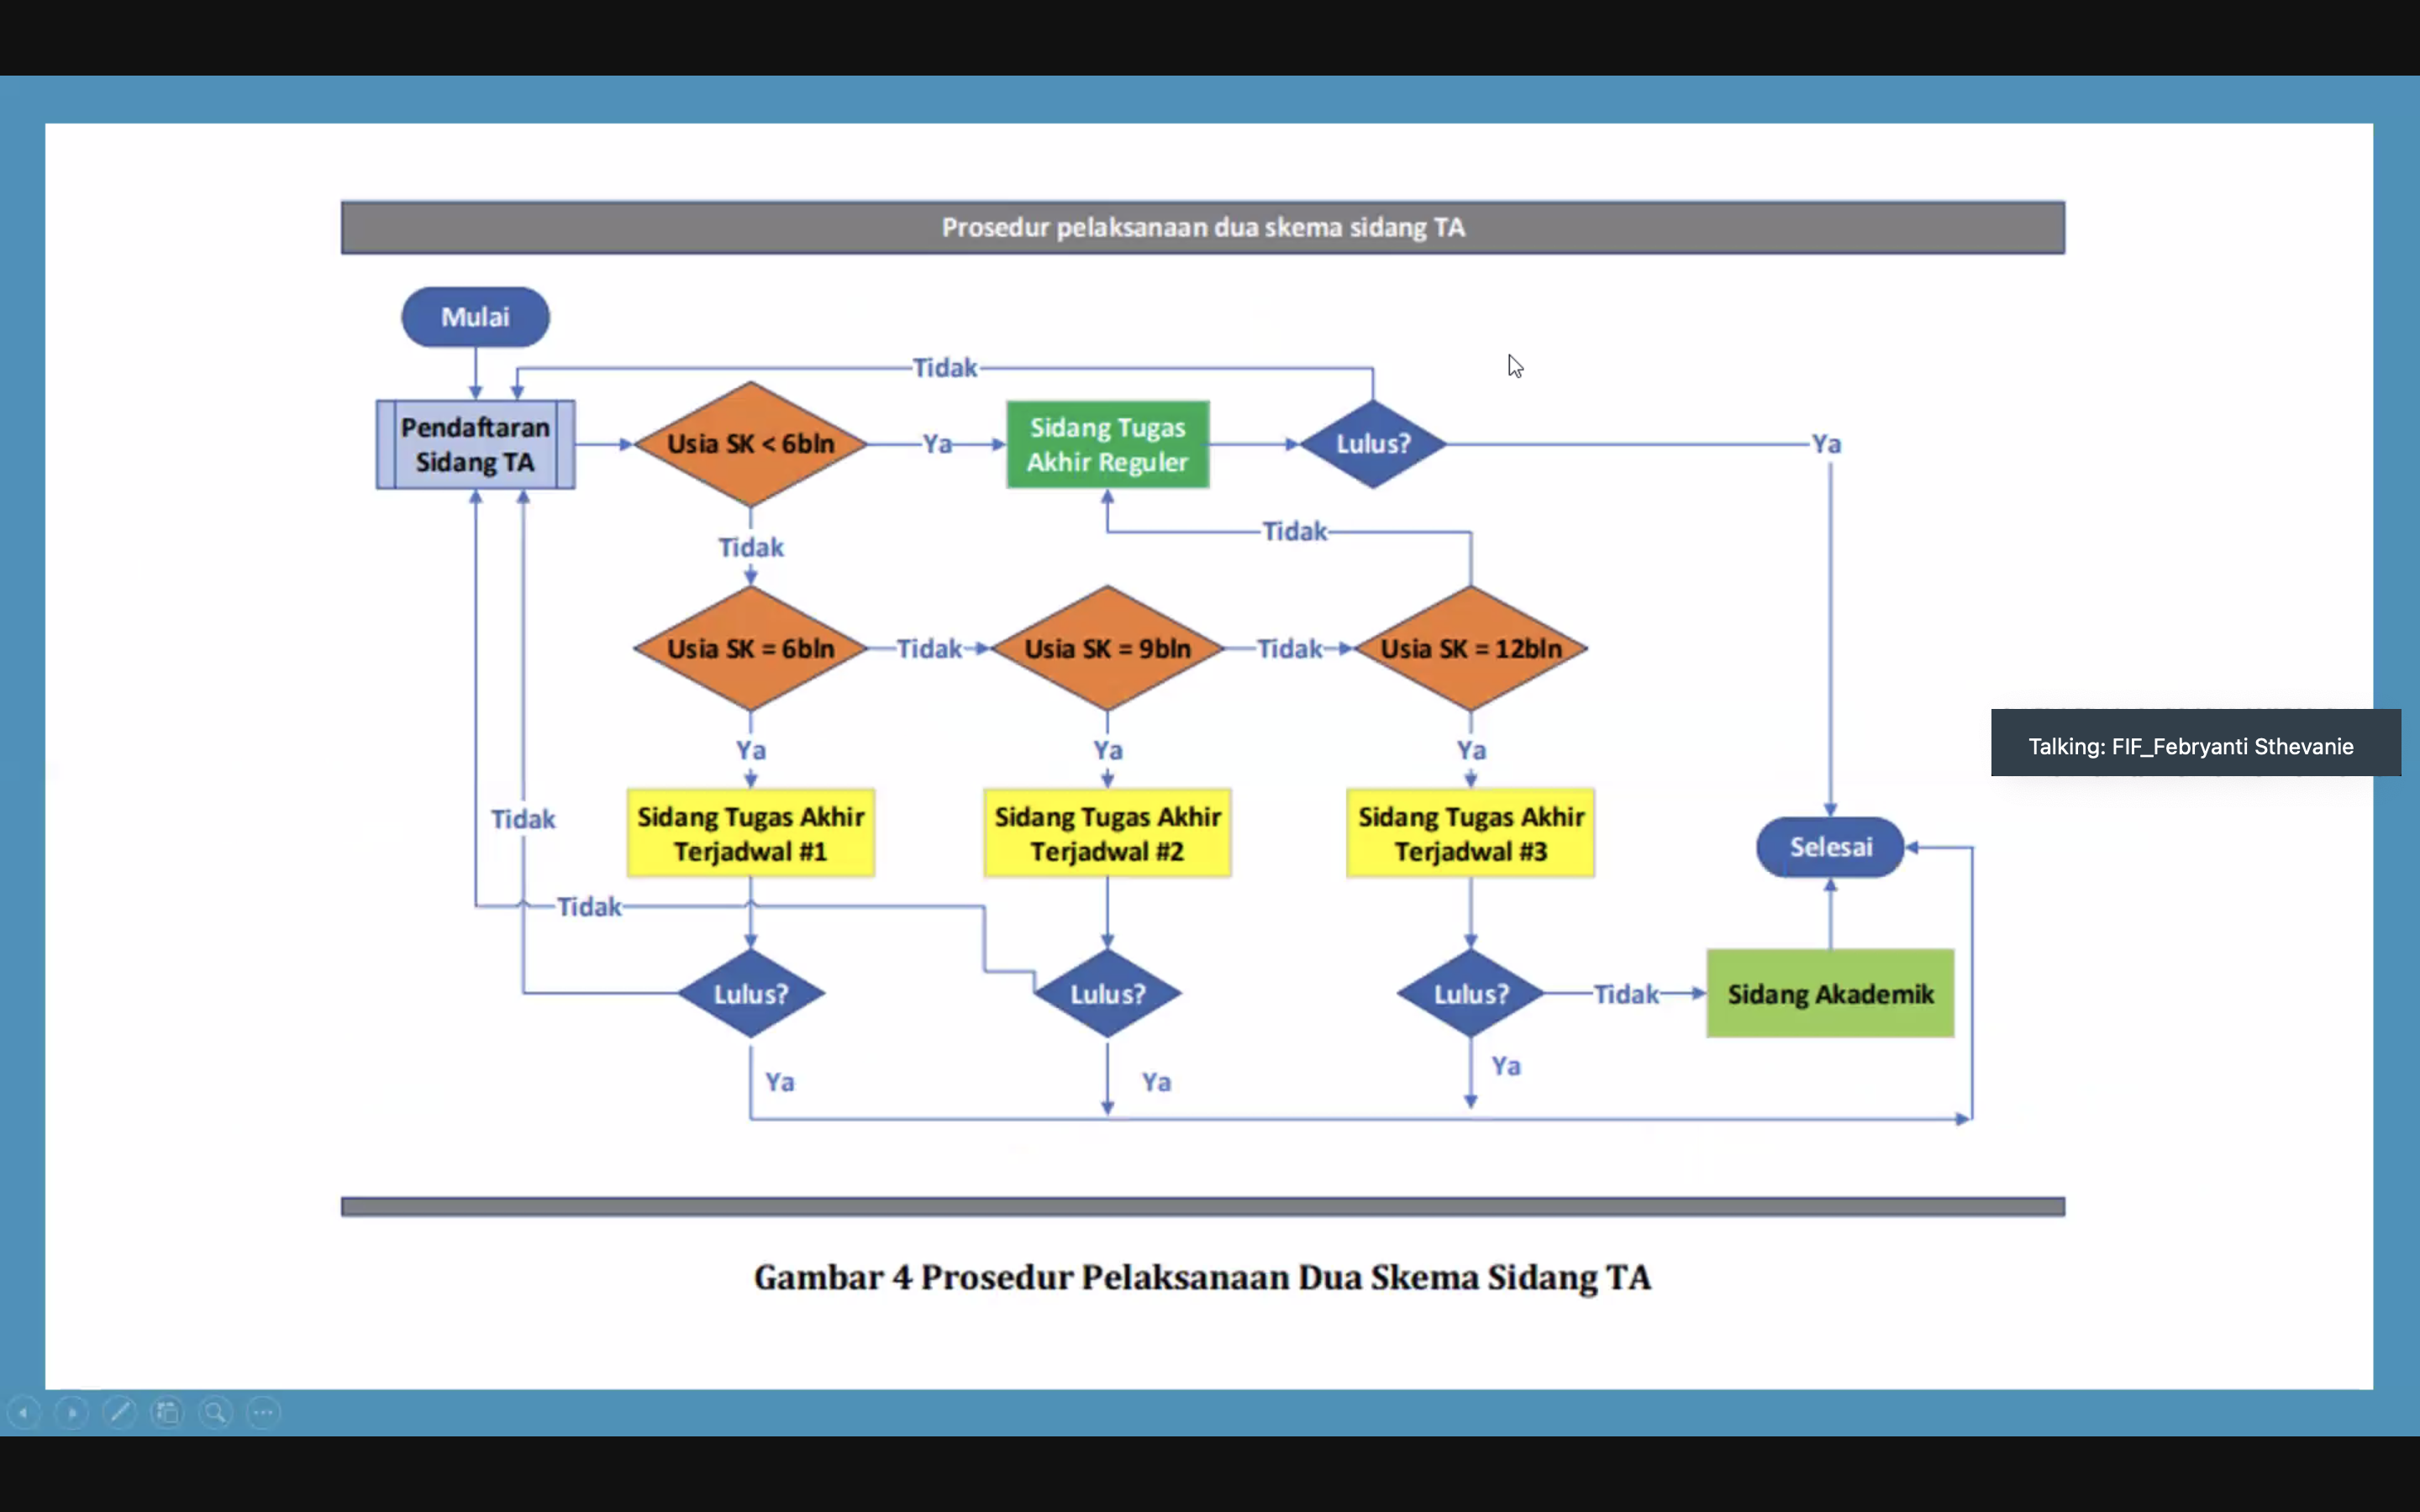 Prosedur pelaksanaan dua skema sidang TA
Mulai
Tidak
Pendaftaran
Sidang TA
Usia SK < 6bln
Ya
Sidang Tugas
Akhir Reguler
Lulus?
Ya
Tidak
Tidak
Usia SK = 6bln
Tidak
Usia SK = 9bln
Tidak
Usia SK = 12bln
Ya
Ya
Ya
Talking: FIF_Febryanti Sthevanie
Tidak
Sidang Tugas Akhir
Terjadwal #1
Sidang Tugas Akhir
Terjadwal #2
Sidang Tugas Akhir
Terjadwal #3
Selesai
Tidak
Lulus?
Lulus?
Lulus?
Tidak
Sidang Akademik
Ya
Ya
Ya
Gambar 4 Prosedur Pelaksanaan Dua Skema Sidang TA